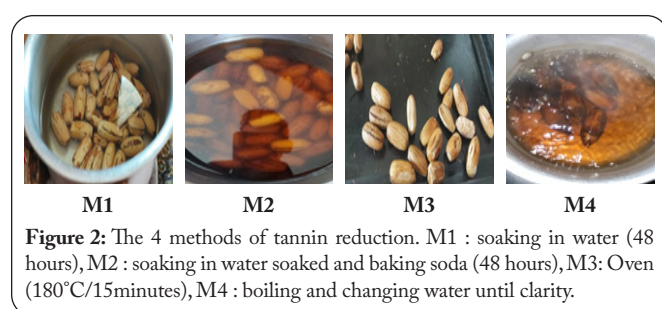 M1 M2 M3 M4
Figure 2: The 4 methods of tannin reduction. M1 : soaking in water (48
hours), M2 : soaking in water soaked and baking soda (48 hours), M3: Oven
(180°C/15minutes), M4 : boiling and changing water until clarity.